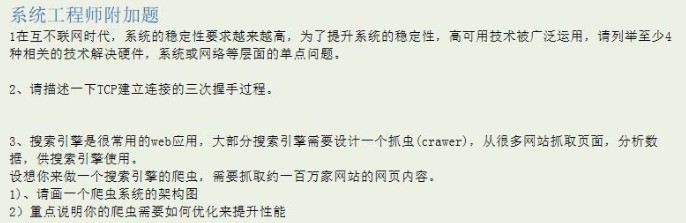 系统工程师附加题
1在互不联网时代，系统的稳定性要求越来越高，为了提升系统的稳定性，高可用技术被广泛运用，请列举至少4
种相关的技术解决硬件，系统或网络等层面的单点问题。
2、请描述一下TCP建立连接的三次握手过程。
3、搜索引擎是很常用的web应用，大部分搜索引擎需要设计一个抓虫(crawer)，从很多网站抓取页面，分析数
据，供搜索引擎使用。
设想你来做一个搜索引擎的爬虫，需要抓取约一百万家网站的网页内容。
1)、请画一个爬虫系统的架构图
2）重点说明你的爬虫需要如何优化来提升性能